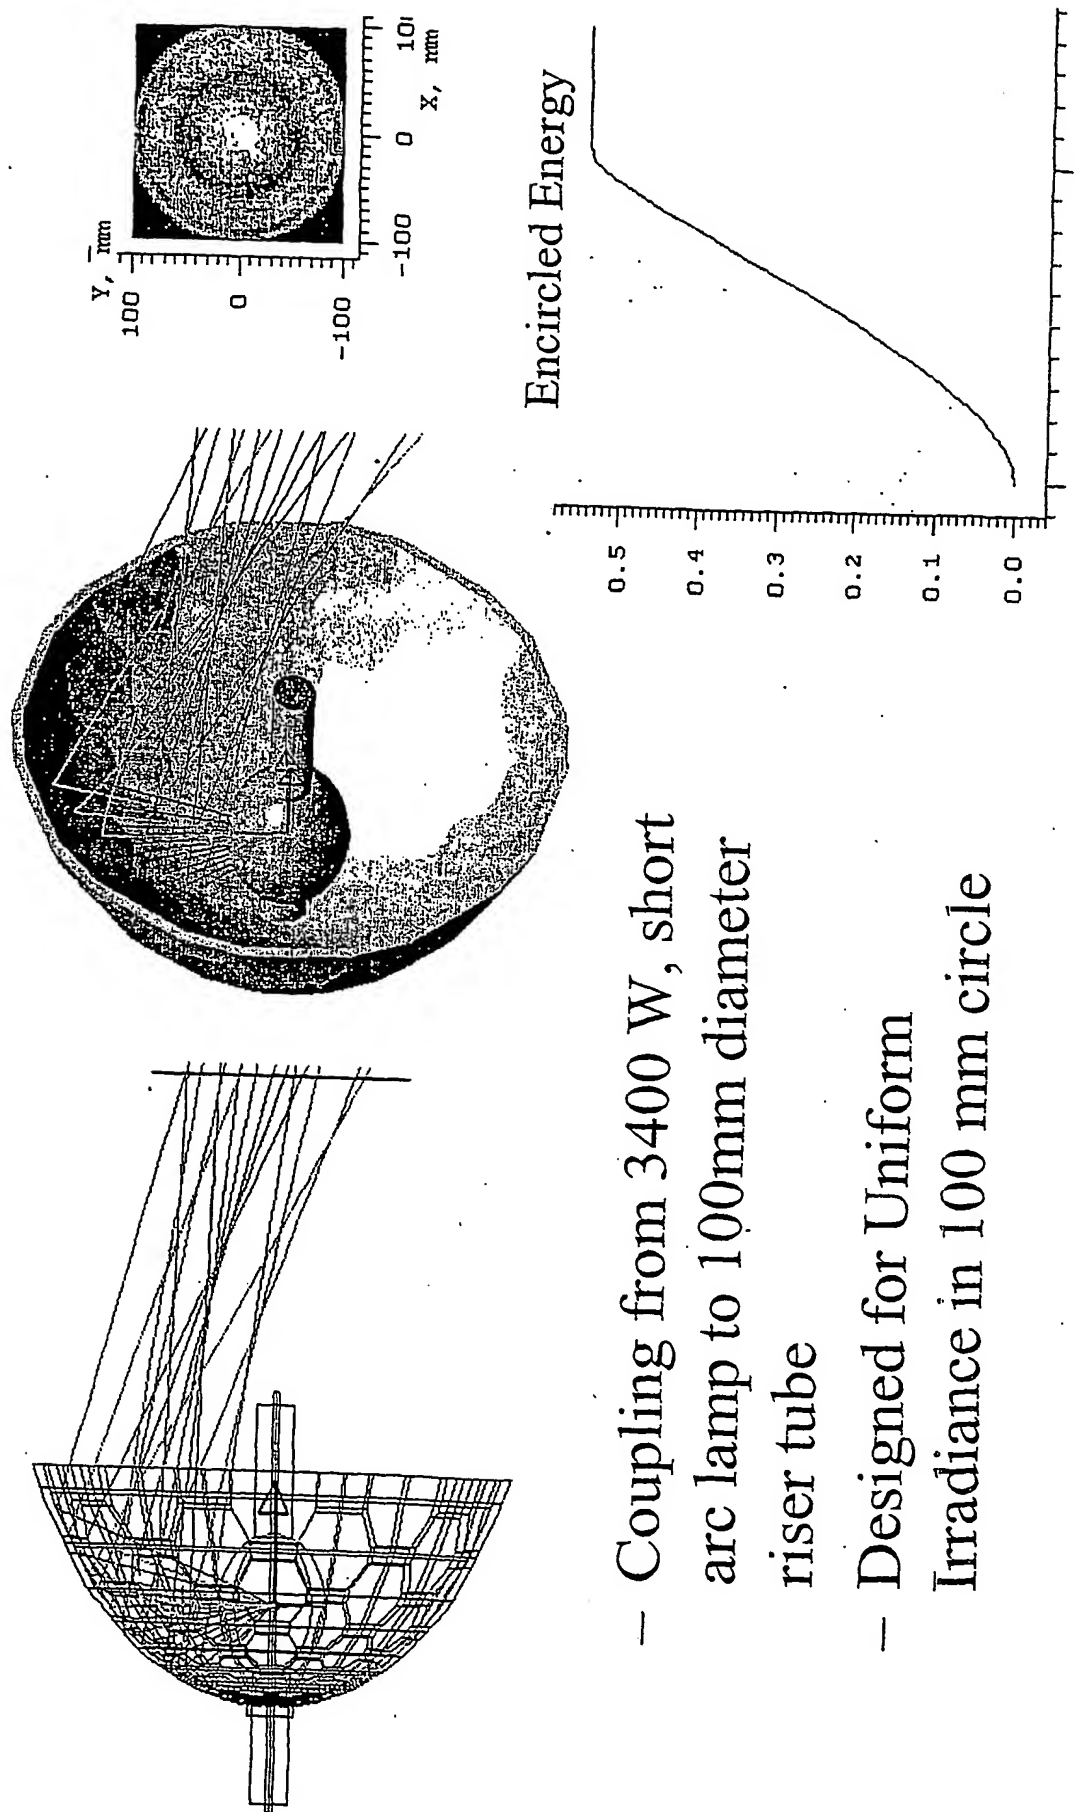 Y, mm
100
0
-100
-100
0
10
X, mm
Encircled Energy
0.5
0.4
0.3
0.2
0.1
0.0
– Coupling from 3400 W, short
arc lamp to 100mm diameter
riser tube
– Designed for Uniform
Irradiance in 100 mm circle